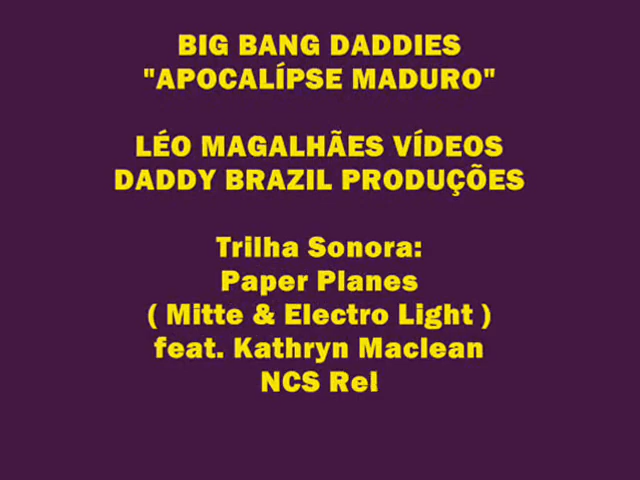 BIG BANG DADDIES
"APOCALÍPSE MADURO"
LÉO MAGALHÃES VÍDEOS
DADDY BRAZIL PRODUÇÕES
Trilha Sonora:
Paper Planes
( Mitte & Electro Light )
feat. Kathryn Maclean
NCS Rel